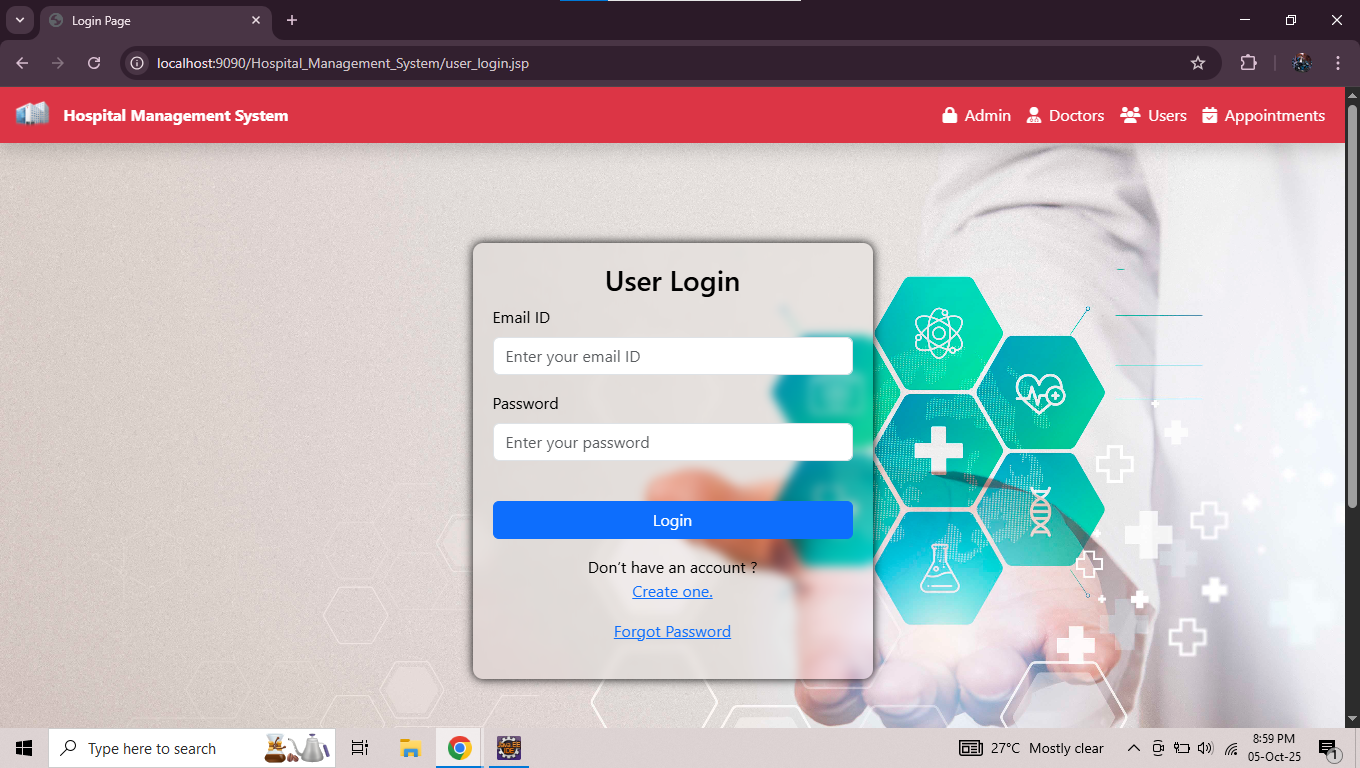 Login Page
localhost:9090/Hospital_Management_System/user_login.jsp
Hospital Management System
Admin
Doctors
Users
Appointments
User Login
Email ID
Enter your email ID
Password
Enter your password
Login
Don't have an account ?
Create one.
Forgot Password
Type here to search
27°C Mostly clear
8:59 PM
05-Oct-25
1